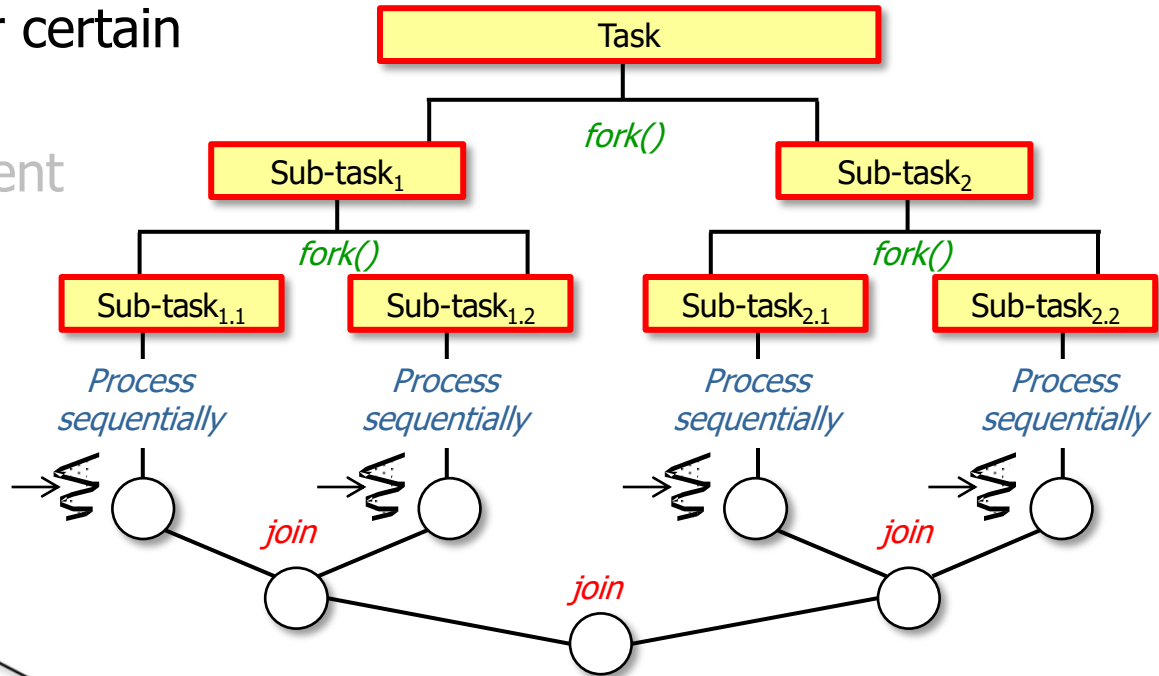 r certain
Task
fork()
ent
Sub-task₁
Sub-task₂
fork()
fork()
Sub-task₁.₁
Sub-task₁.₂
Sub-task₂.₁
Sub-task₂.₂
Process
sequentially
Process
sequentially
Process
sequentially
Process
sequentially
join
join
join